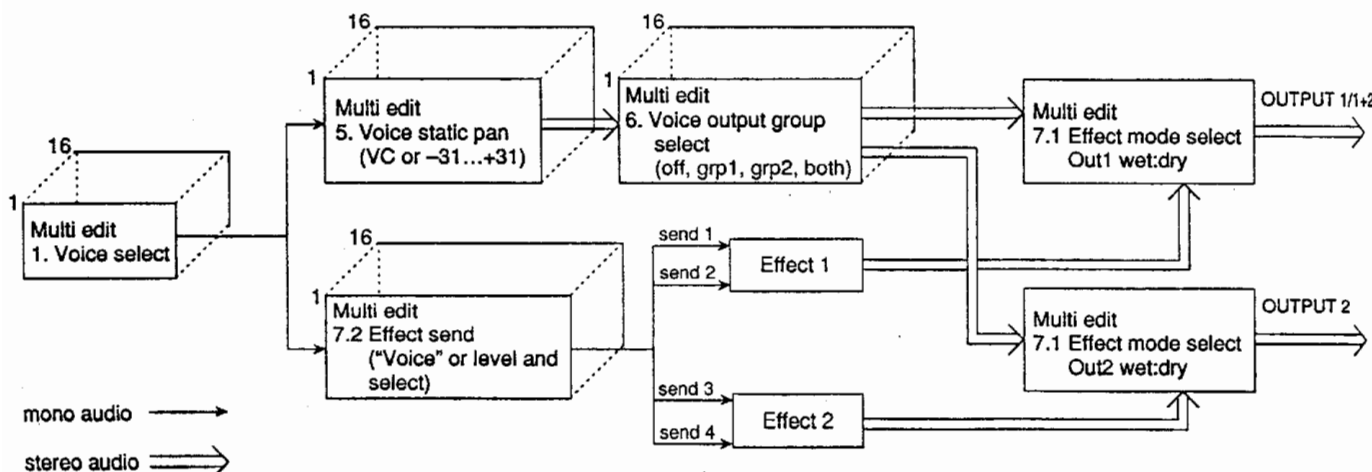 16
1
Multi edit
1. Voice select
16
1
Multi edit
5. Voice static pan
(VC or –31...+31)
16
1
Multi edit
6. Voice output group
select
(off, grp1, grp2, both)
Multi edit
7.1 Effect mode select
Out1 wet:dry
OUTPUT 1/1+2
16
1
Multi edit
7.2 Effect send
("Voice" or level and
select)
send 1
send 2
Effect 1
send 3
send 4
Effect 2
Multi edit
7.1 Effect mode select
Out2 wet:dry
OUTPUT 2
mono audio
stereo audio